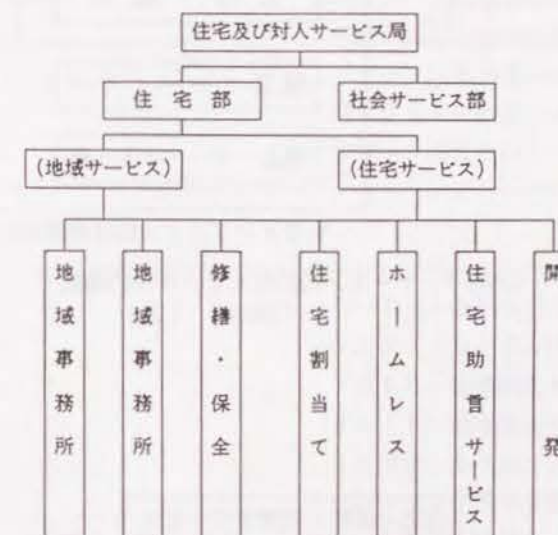 住宅及び対人サービス局
住宅部
社会サービス部
(地域サービス)
(住宅サービス)
地域事務所
地域事務所
修繕・保全
住宅割当て
ホームレス
住宅助言サービス
開発